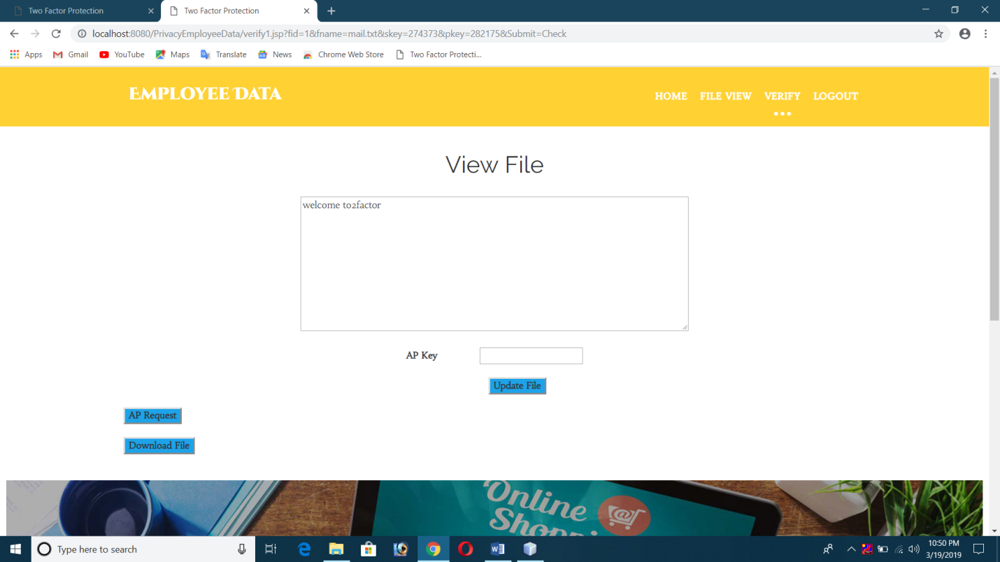 Two Factor Protection
Two Factor Protection
localhost:8080/PrivacyEmployeeData/verify1.jsp?fid=1&fname=mail.txt&skey=274373&pkey=282175&Submit=Check
Apps Gmail YouTube Maps Translate News Chrome Web Store Two Factor Protecti...
EMPLOYEE DATA
HOME FILE VIEW VERIFY LOGOUT
View File
welcome to2factor
AP Key
Update File
AP Request
Download File
Online
Shoppi
Type here to search
10:50 PM
3/19/2019